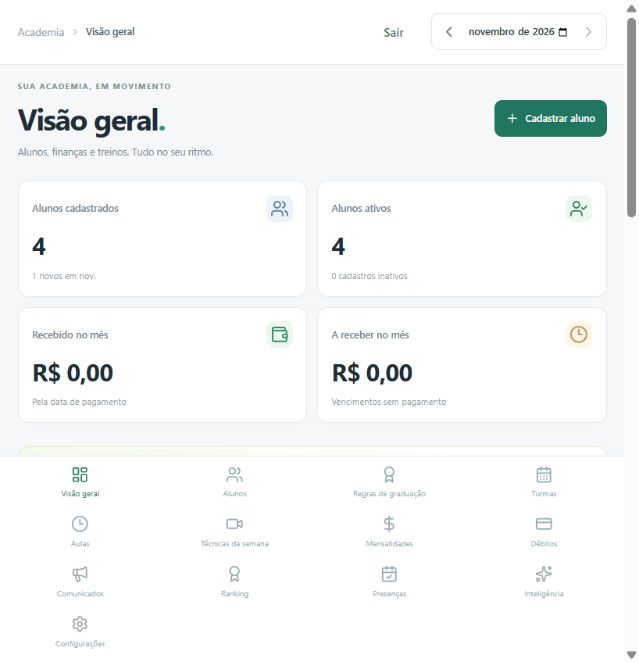 Academia > Visão geral
Sair
novembro de 2026
SUA ACADEMIA, EM MOVIMENTO
Visão geral.
Cadastrar aluno
Alunos, finanças e treinos. Tudo no seu ritmo.
Alunos cadastrados
4
1 novos em nov.
Alunos ativos
4
0 cadastros inativos
Recebido no mês
R$ 0,00
Pela data de pagamento
A receber no mês
R$ 0,00
Vencimentos sem pagamento
Visão geral
Alunos
Regras de graduação
Turmas
Aulas
Técnicas da semana
Mensalidades
Débitos
Comunicados
Ranking
Presenças
Inteligência
Configurações